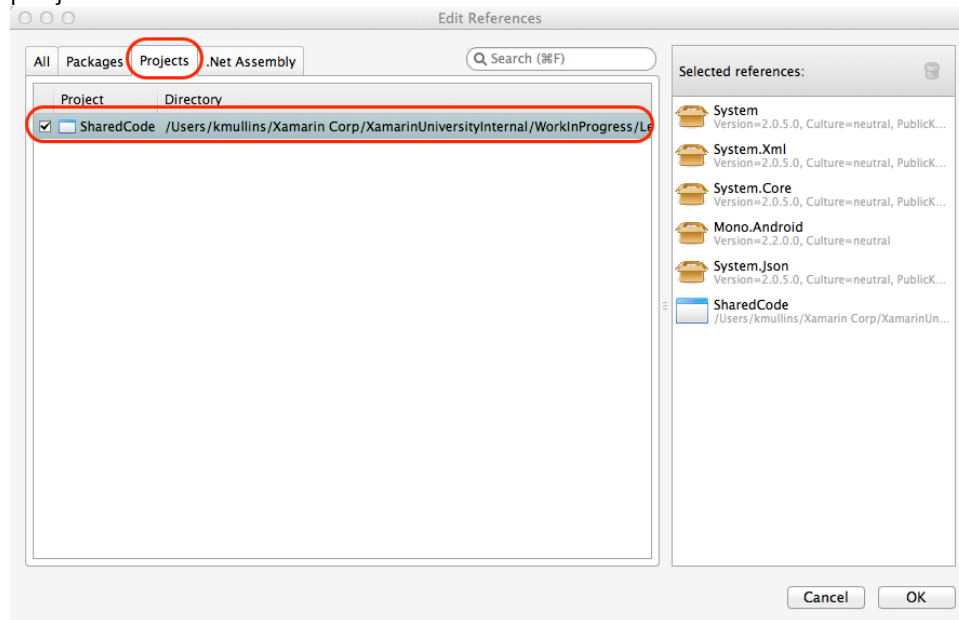 Edit References
All Packages Projects .Net Assembly
Search (⌘F)
Selected references:
Project Directory
SharedCode /Users/kmullins/Xamarin Corp/XamarinUniversityInternal/WorkInProgress/Le
System
Version=2.0.5.0, Culture=neutral, PublicK...
System.Xml
Version=2.0.5.0, Culture=neutral, PublicK...
System.Core
Version=2.0.5.0, Culture=neutral, PublicK...
Mono.Android
Version=2.2.0.0, Culture=neutral
System.Json
Version=2.0.5.0, Culture=neutral, PublicK...
SharedCode
/Users/kmullins/Xamarin Corp/XamarinUn...
Cancel OK